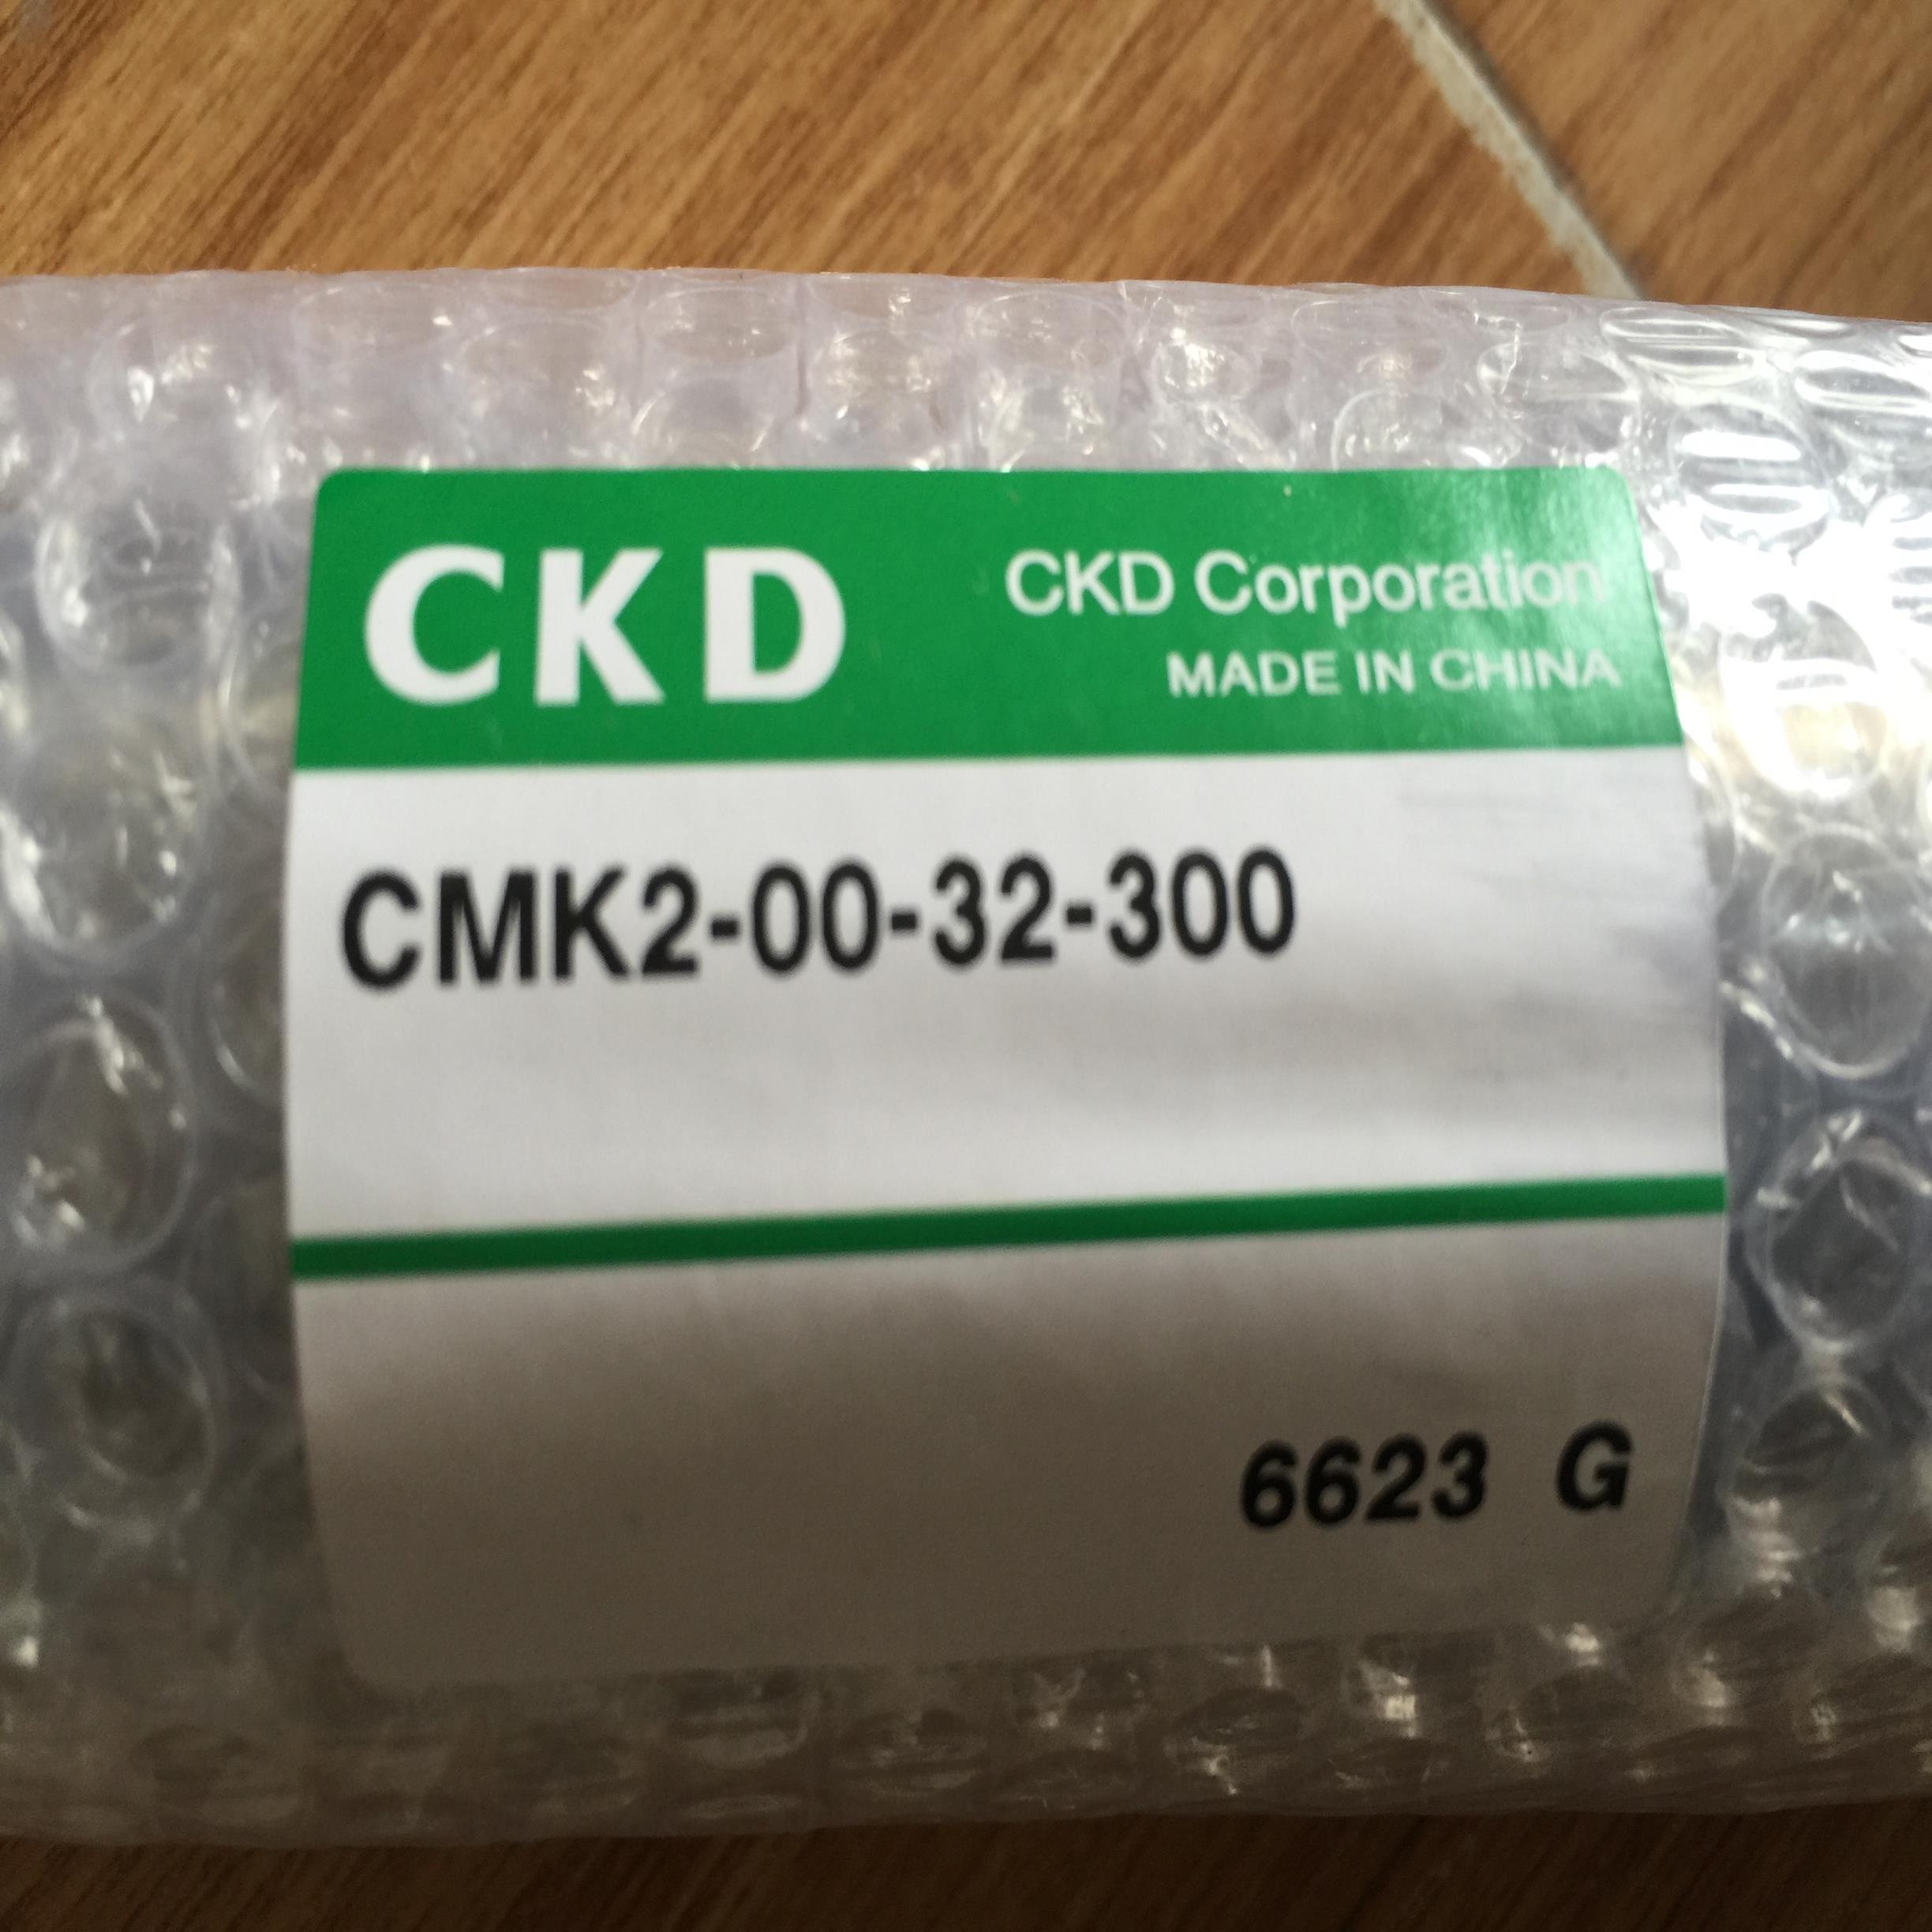 CKD
CKD Corporation
MADE IN CHINA
CMK2-00-32-300
6623 G